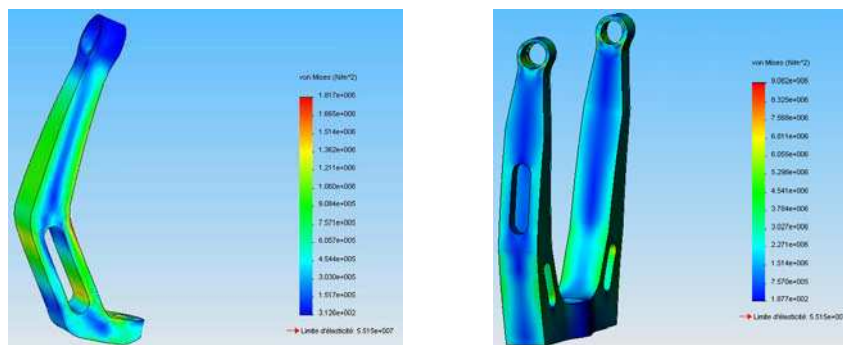 von Mises (N/m^2)
1.817e+006
1.665e+006
1.514e+006
1.362e+006
1.211e+006
1.060e+006
9.084e+005
7.571e+005
6.057e+005
4.544e+005
3.030e+005
1.517e+005
3.126e+002
Limite d'élasticité: 5.515e+007
von Mises (N/m^2)
9.082e+006
8.325e+006
7.568e+006
6.811e+006
6.055e+006
5.298e+006
4.541e+006
3.784e+006
3.027e+006
2.271e+006
1.514e+006
7.570e+005
1.877e+002
Limite d'élasticité: 5.515e+00